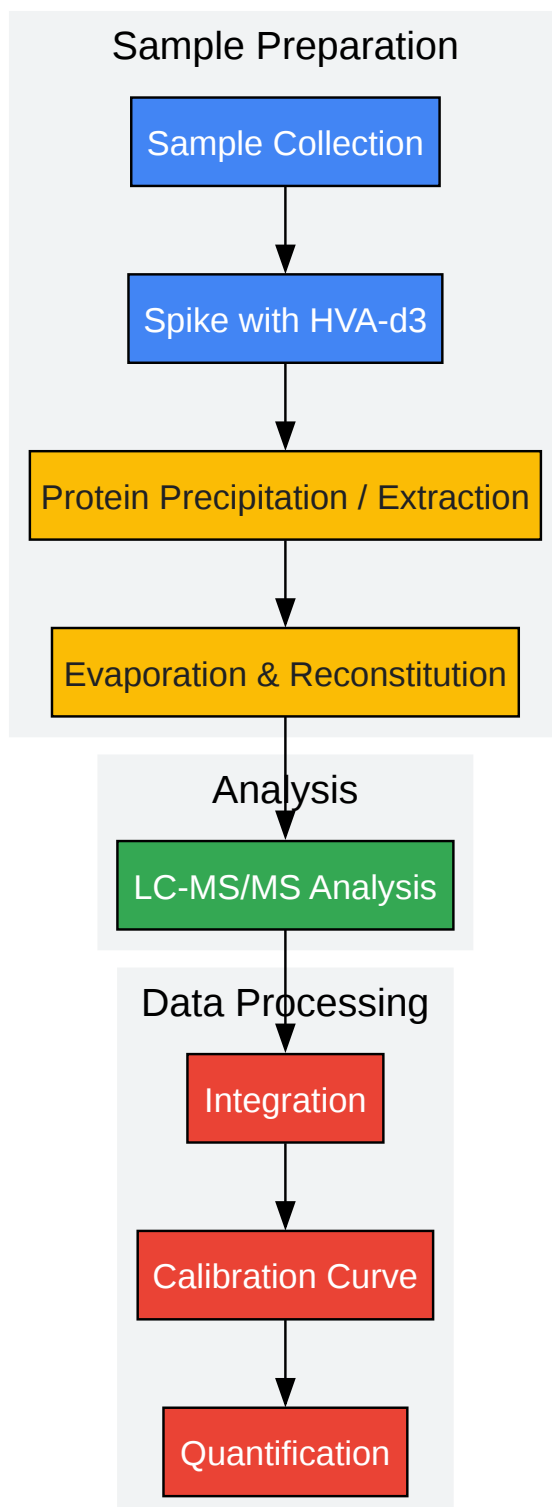 Sample Preparation
Sample Collection
Spike with HVA-d3
Protein Precipitation / Extraction
Evaporation & Reconstitution
Analysis
LC-MS/MS Analysis
Data Processing
Integration
Calibration Curve
Quantification